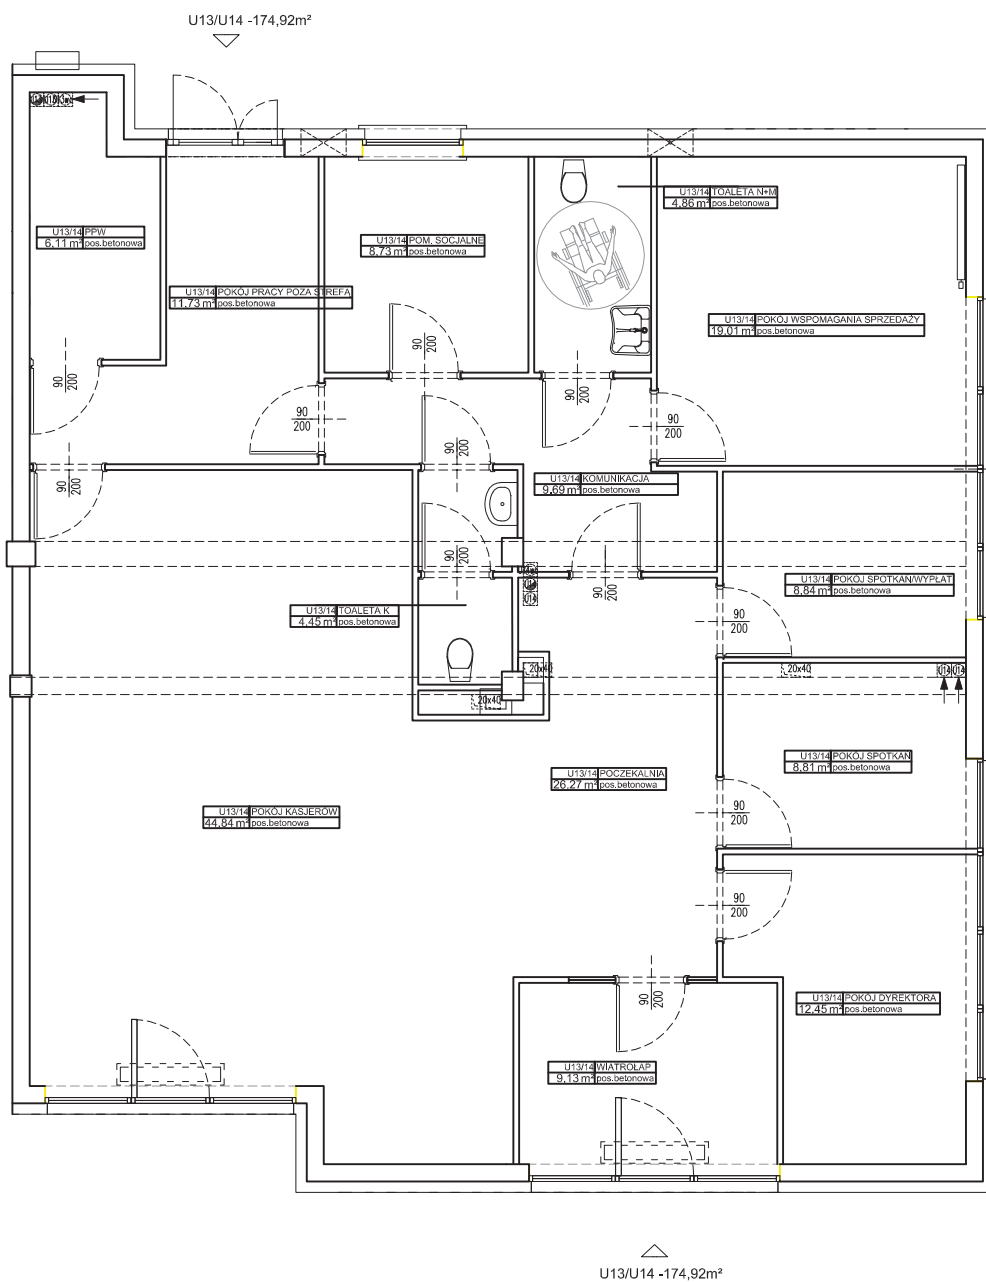 U13/U14 -174,92m²
U13/14 TOALETA N+M
4.86 m² pos.betonowa
U13/14 PPW
6.11 m² pos.betonowa
U13/14 POM. SOCJALNE
8.73 m² pos.betonowa
U13/14 POKÓJ PRACY POZA STREFĄ
11.73 m² pos.betonowa
U13/14 POKÓJ WSPOMAGANIA SPRZEDAŻY
19.01 m² pos.betonowa
90
200
90
200
90
200
90
200
90
200
90
200
90
200
U13/14 KOMUNIKACJA
9.69 m² pos.betonowa
90
200
90
200
U14
U14
U13/14 POKÓJ SPOTKAŃ/WYPŁAT
8.84 m² pos.betonowa
U13/14 TOALETA K
4.45 m² pos.betonowa
90
200
20x40
20x40
U14
U14
20x40
U13/14 POKÓJ SPOTKAŃ
8.81 m² pos.betonowa
U13/14 POCZEKALNIA
26.27 m² pos.betonowa
U13/14 POKÓJ KASJERÓW
44.84 m² pos.betonowa
90
200
90
200
90
200
U13/14 POKÓJ DYREKTORA
12.45 m² pos.betonowa
U13/14 WIATROŁAP
9.13 m² pos.betonowa
U13/U14 -174,92m²